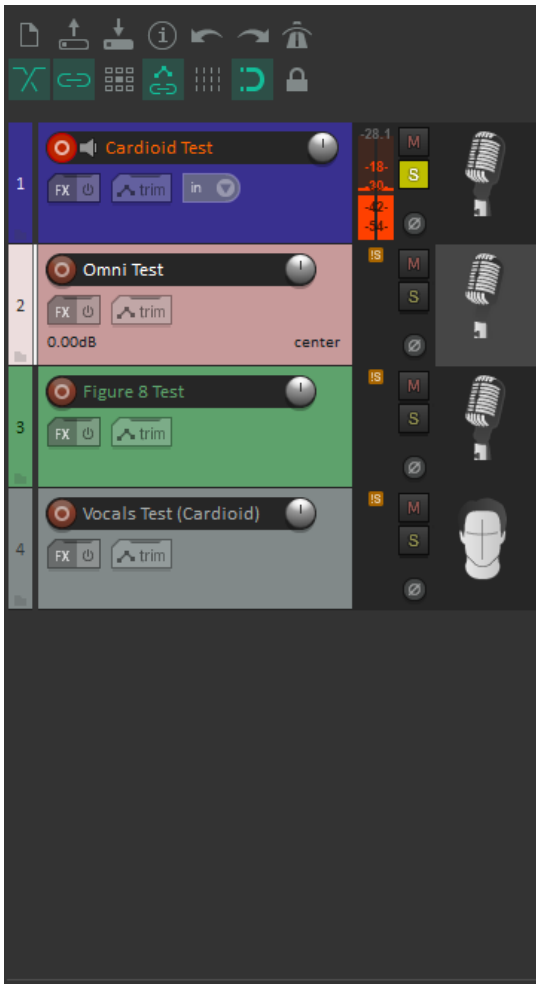 1
Cardioid Test
-28.1
M
FX
trim
in
-18-
S
-30-
-42-
-54-
Ø
2
Omni Test
!S
M
FX
trim
S
0.00dB
center
Ø
3
Figure 8 Test
!S
M
FX
trim
S
Ø
4
Vocals Test (Cardioid)
!S
M
FX
trim
S
Ø